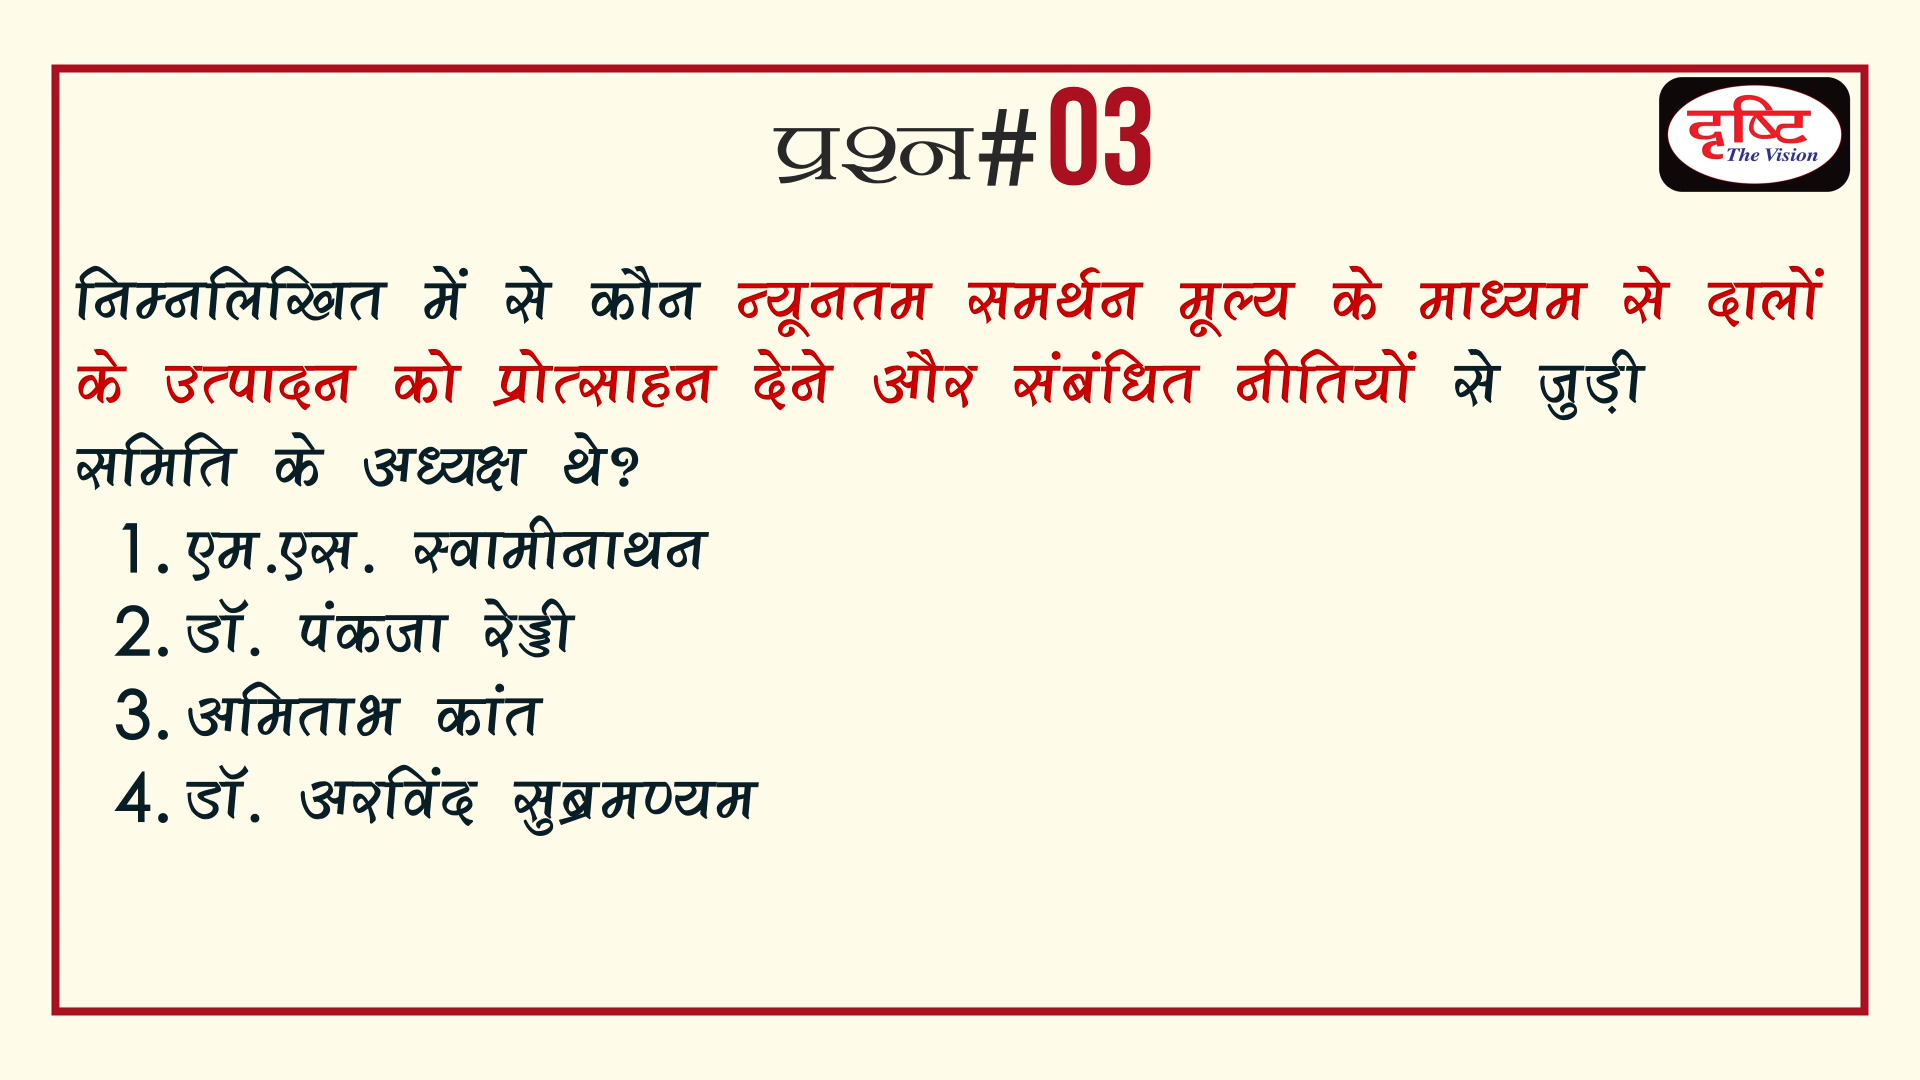 प्रश्न#03
दृष्टि
The Vision
निम्नलिखित में से कौन न्यूनतम समर्थन मूल्य के माध्यम से दालों
के उत्पादन को प्रोत्साहन देने और संबंधित नीतियों से जुड़ी
समिति के अध्यक्ष थे?
1. एम.एस. स्वामीनाथन
2. डॉ. पंकजा रेड्डी
3. अमिताभ कांत
4. डॉ. अरविंद सुब्रमण्यम